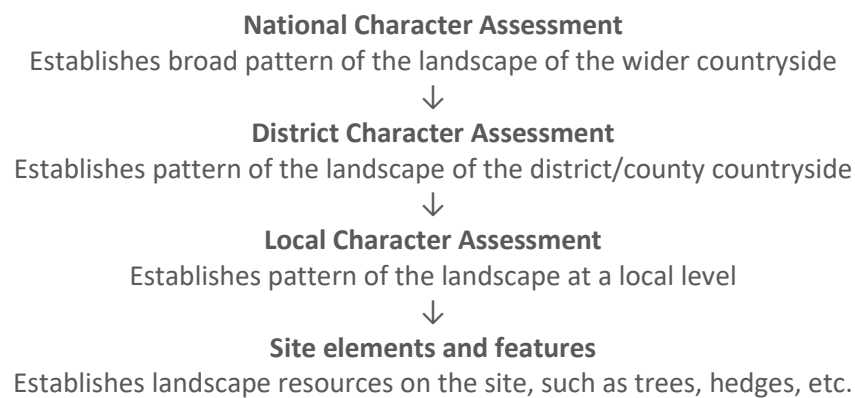 National Character Assessment
Establishes broad pattern of the landscape of the wider countryside
↓
District Character Assessment
Establishes pattern of the landscape of the district/county countryside
↓
Local Character Assessment
Establishes pattern of the landscape at a local level
↓
Site elements and features
Establishes landscape resources on the site, such as trees, hedges, etc.